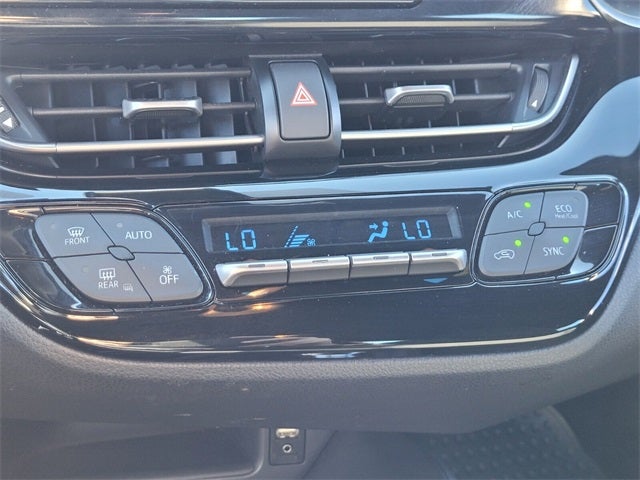 FRONT
AUTO
REAR
OFF
LO
LO
A/C
ECO
Heat/Cool
SYNC